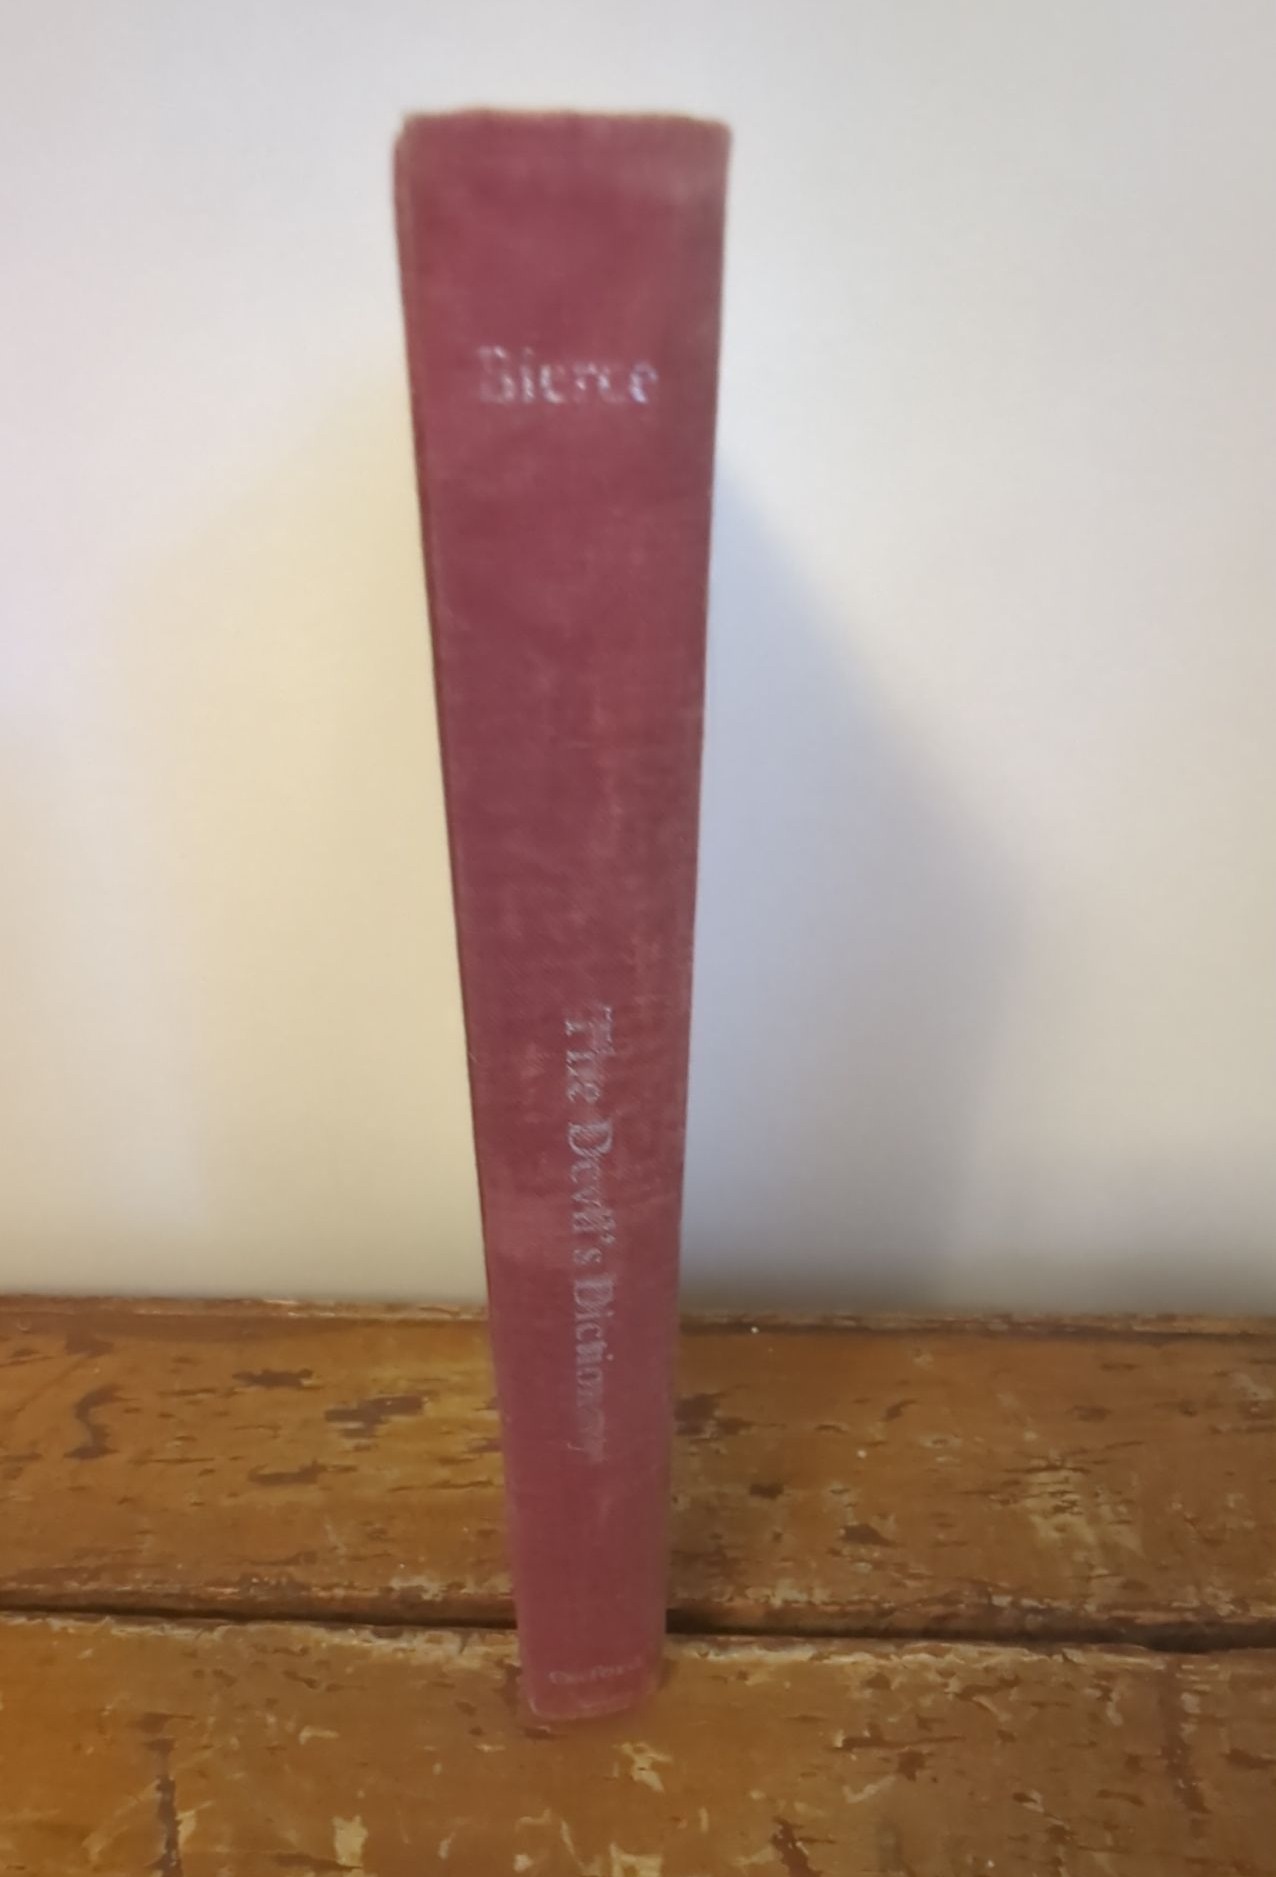 Bierce
The Devil's Dictionary